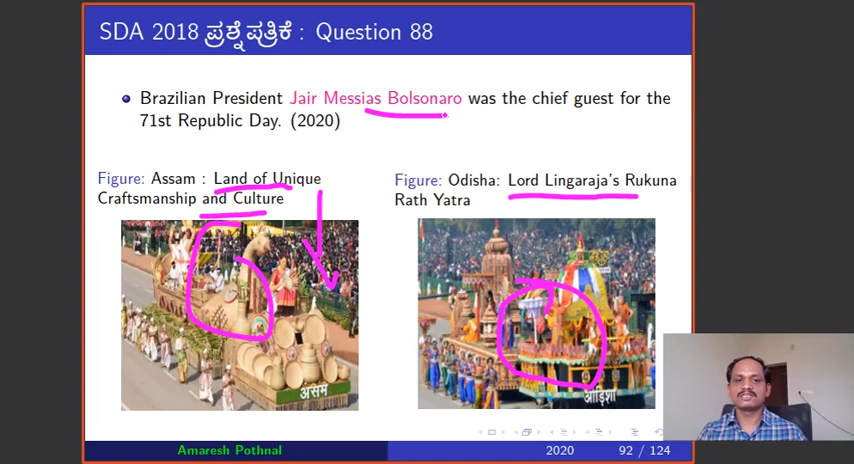 SDA 2018 ಪ್ರಶ್ನೆಪತ್ರಿಕೆ : Question 88
Brazilian President Jair Messias Bolsonaro was the chief guest for the
71st Republic Day. (2020)
Figure: Assam : Land of Unique
Craftsmanship and Culture
Figure: Odisha: Lord Lingaraja's Rukuna
Rath Yatra
असम
ओड़िशा
Amaresh Pothnal
2020
92 / 124